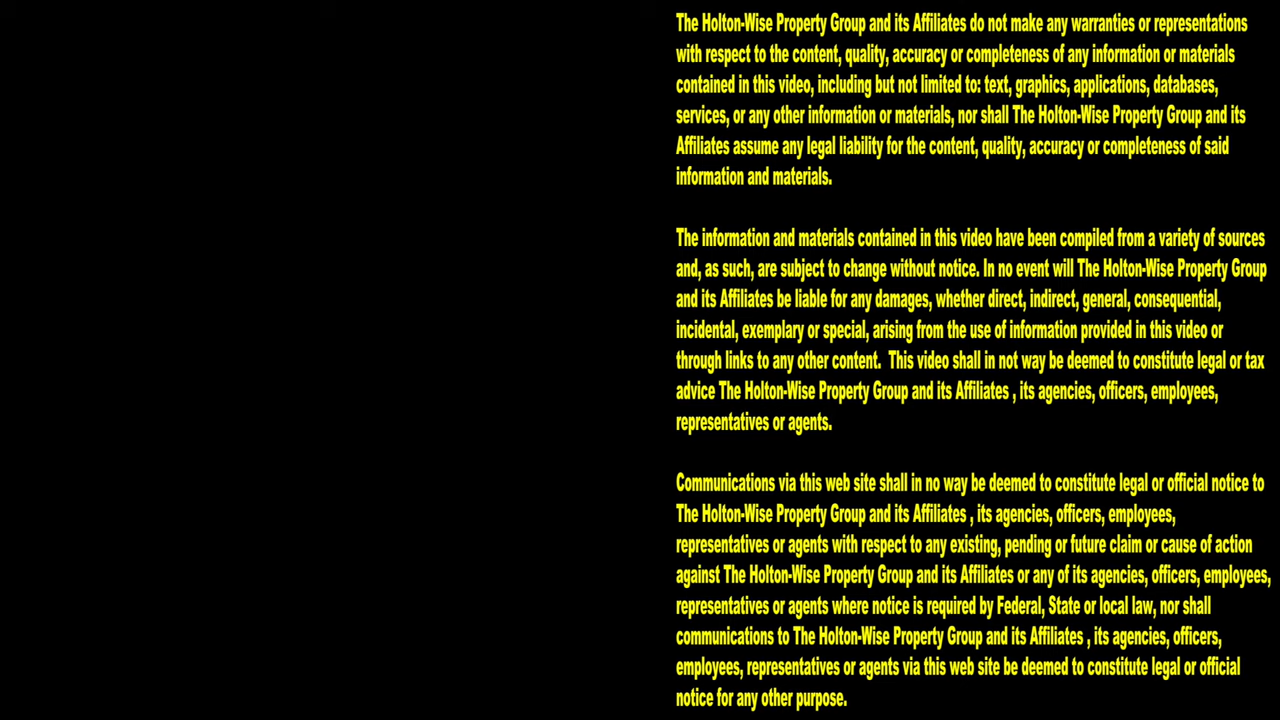 The Holton-Wise Property Group and its Affiliates do not make any warranties or representations
with respect to the content, quality, accuracy or completeness of any information or materials
contained in this video, including but not limited to: text, graphics, applications, databases,
services, or any other information or materials, nor shall The Holton-Wise Property Group and its
Affiliates assume any legal liability for the content, quality, accuracy or completeness of said
information and materials.
The information and materials contained in this video have been compiled from a variety of sources
and, as such, are subject to change without notice. In no event will The Holton-Wise Property Group
and its Affiliates be liable for any damages, whether direct, indirect, general, consequential,
incidental, exemplary or special, arising from the use of information provided in this video or
through links to any other content.  This video shall in not way be deemed to constitute legal or tax
advice The Holton-Wise Property Group and its Affiliates , its agencies, officers, employees,
representatives or agents.
Communications via this web site shall in no way be deemed to constitute legal or official notice to
The Holton-Wise Property Group and its Affiliates , its agencies, officers, employees,
representatives or agents with respect to any existing, pending or future claim or cause of action
against The Holton-Wise Property Group and its Affiliates or any of its agencies, officers, employees,
representatives or agents where notice is required by Federal, State or local law, nor shall
communications to The Holton-Wise Property Group and its Affiliates , its agencies, officers,
employees, representatives or agents via this web site be deemed to constitute legal or official
notice for any other purpose.